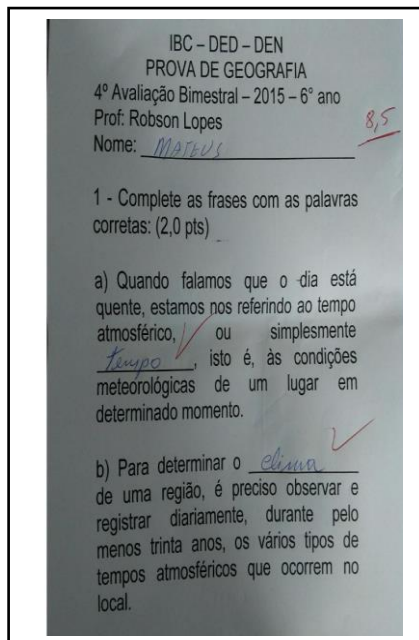 IBC – DED – DEN
PROVA DE GEOGRAFIA
4º Avaliação Bimestral – 2015 – 6° ano
Prof: Robson Lopes
8,5
Nome: MATEUS
1 - Complete as frases com as palavras
corretas: (2,0 pts)
a) Quando falamos que o dia está
quente, estamos nos referindo ao tempo
atmosférico, ou simplesmente
tempo, isto é, às condições
meteorológicas de um lugar em
determinado momento.
b) Para determinar o clima
de uma região, é preciso observar e
registrar diariamente, durante pelo
menos trinta anos, os vários tipos de
tempos atmosféricos que ocorrem no
local.